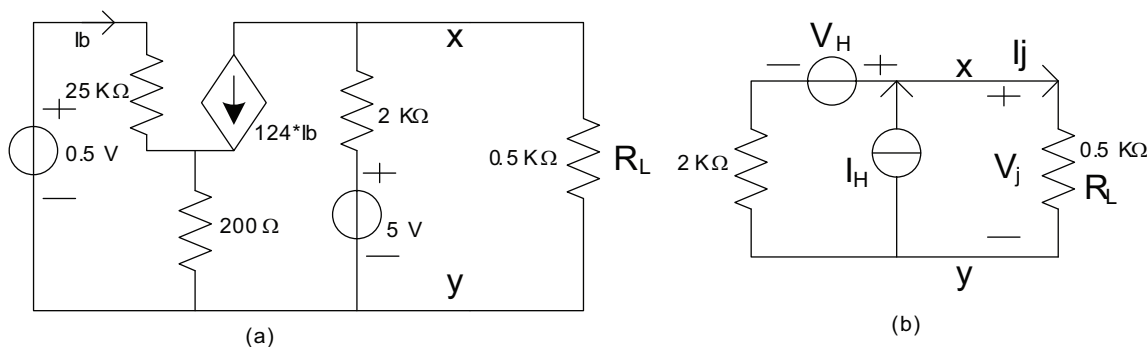 Ib
25 KΩ
+
0.5 V
—
124*Ib
200 Ω
2 KΩ
+
5 V
—
x
y
0.5 KΩ
RL
(a)
VH
— +
x
Ij
+
2 KΩ
IH
Vj
0.5 KΩ
RL
—
y
(b)